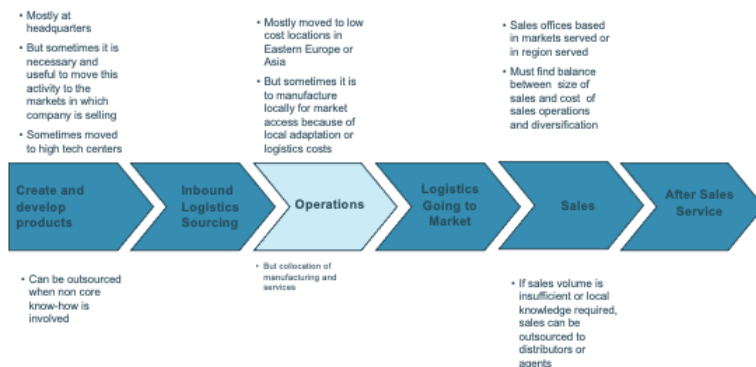 • Mostly at
headquarters
• But sometimes it is
necessary and
useful to move this
activity to the
markets in which
company is selling
• Sometimes moved
to high tech centers
• Mostly moved to low
cost locations in
Eastern Europe or
Asia
• But sometimes it is
to manufacture
locally for market
access because of
local adaptation or
logistics costs
• Sales offices based
in markets served or
in region served
• Must find balance
between size of
sales and cost of
sales operations
and diversification
Create and
develop
products
Inbound
Logistics
Sourcing
Operations
Logistics
Going to
Market
Sales
After Sales
Service
• Can be outsourced
when non core
know-how is
involved
• But collocation of
manufacturing and
services
• If sales volume is
insufficient or local
knowledge required,
sales can be
outsourced to
distributors or
agents